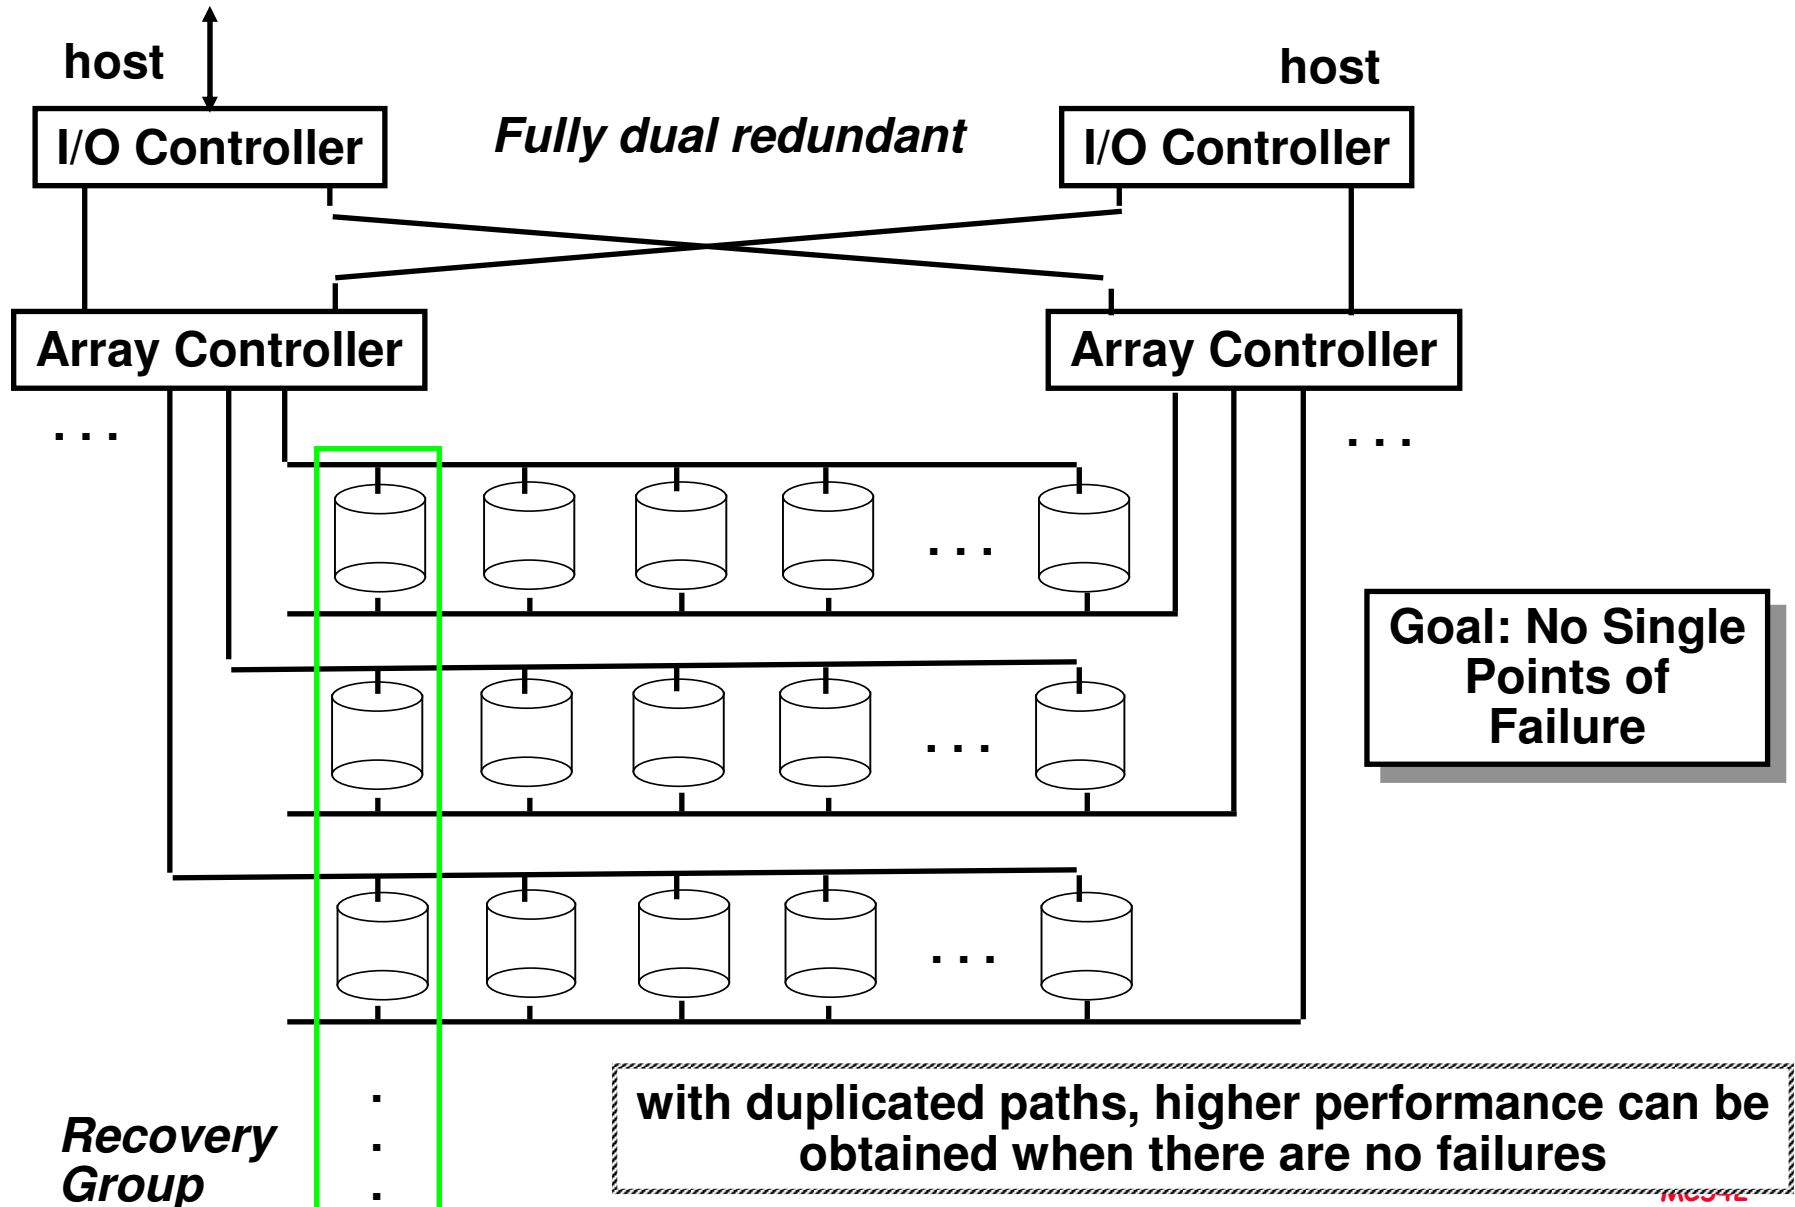 host
host
I/O Controller
Fully dual redundant
I/O Controller
Array Controller
Array Controller
. . .
. . .
. . .
Goal: No Single
Points of
Failure
. . .
. . .
.
.
.
Recovery
Group
with duplicated paths, higher performance can be
obtained when there are no failures